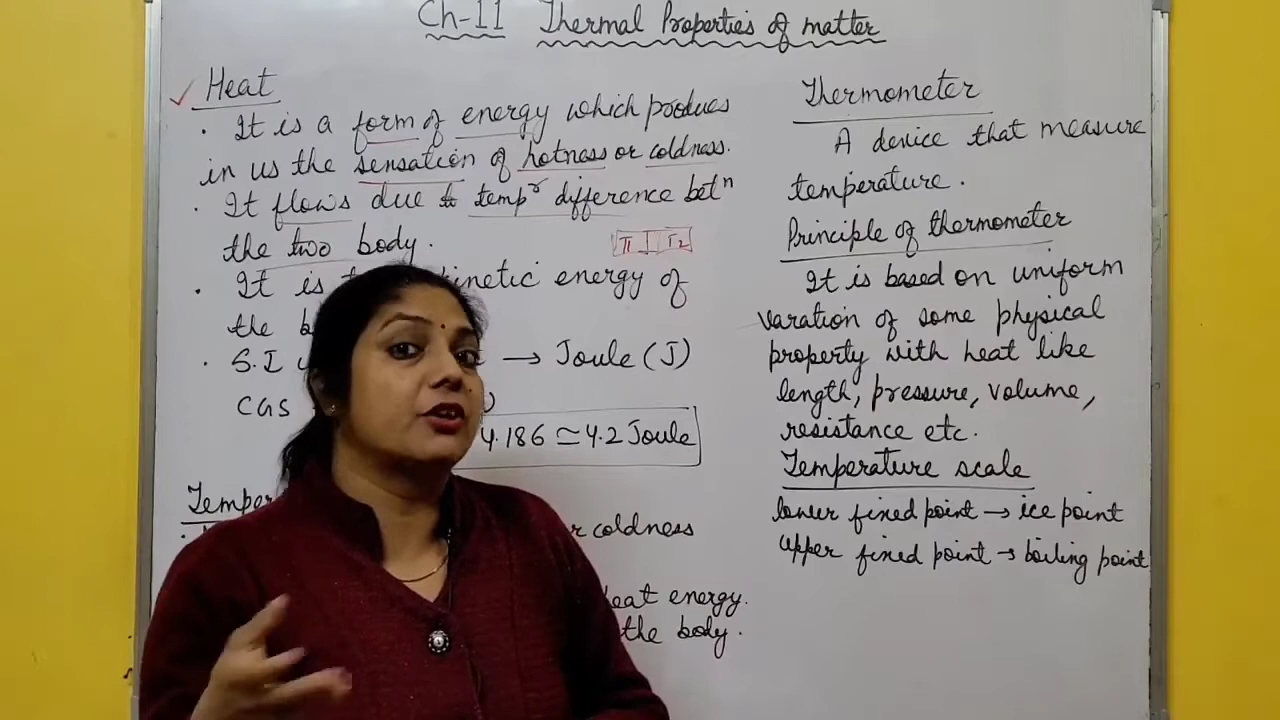 Ch-11 Thermal Properties of matter
Heat
. It is a form of energy which produces
in us the sensation of hotness or coldness.
. It flows due to tempr difference betn
the two body.
T1 T2
. It is kinetic energy of
the
. S.I → Joule (J)
CGS
4.186 ≃ 4.2 Joule
Temper
or coldness
heat energy.
the body.
Thermometer
A device that measure
temperature.
Principle of thermometer
It is based on uniform
varation of some physical
property with heat like
length, pressure, volume,
resistance etc.
Temperature scale
lower fixed point → ice point
upper fixed point → boiling point